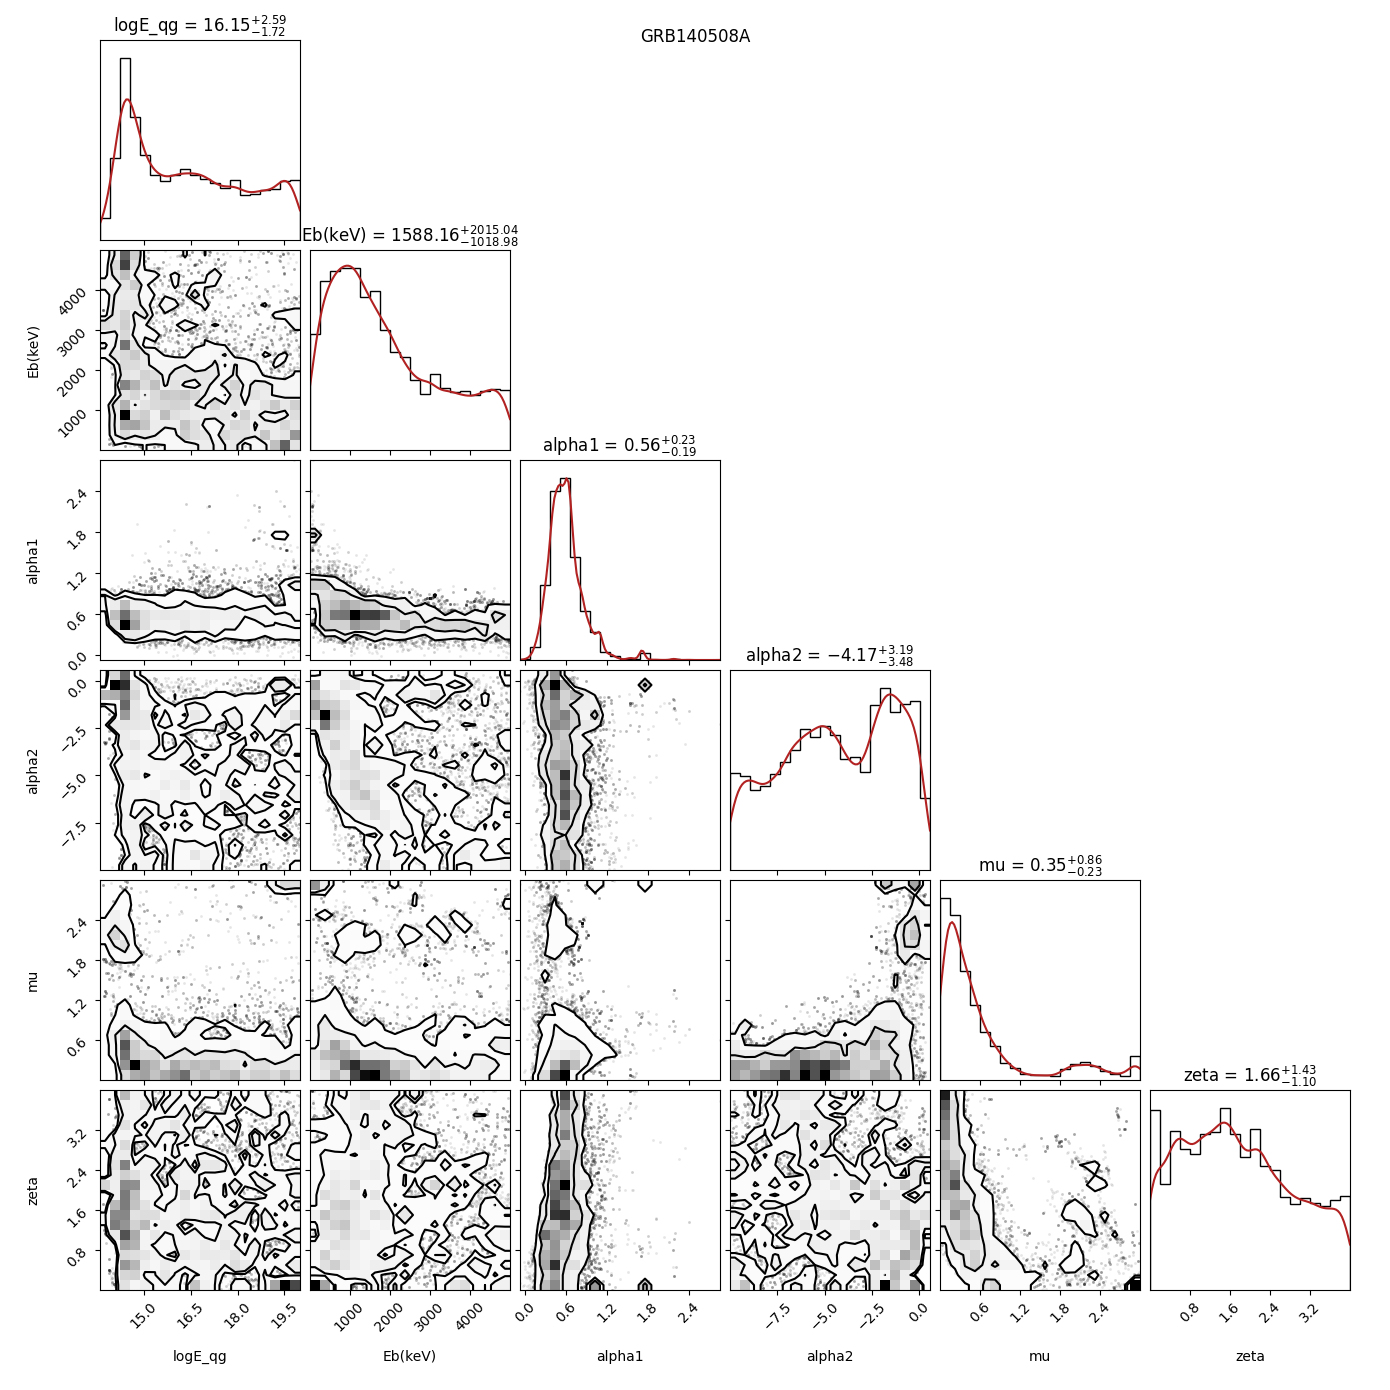 GRB140508A
logE_qg = 16.15^{+2.59}_{−1.72}
Eb(keV) = 1588.16^{+2015.04}_{−1018.98}
4000
3000
2000
1000
Eb(keV)
alpha1 = 0.56^{+0.23}_{−0.19}
2.4
1.8
1.2
0.6
0.0
alpha1
alpha2 = −4.17^{+3.19}_{−3.48}
0.0
−2.5
−5.0
−7.5
alpha2
mu = 0.35^{+0.86}_{−0.23}
2.4
1.8
1.2
0.6
mu
zeta = 1.66^{+1.43}_{−1.10}
3.2
2.4
1.6
0.8
zeta
15.0 16.5 18.0 19.5
1000 2000 3000 4000
0.0 0.6 1.2 1.8 2.4
−7.5 −5.0 −2.5 0.0
0.6 1.2 1.8 2.4
0.8 1.6 2.4 3.2
logE_qg Eb(keV) alpha1 alpha2 mu zeta